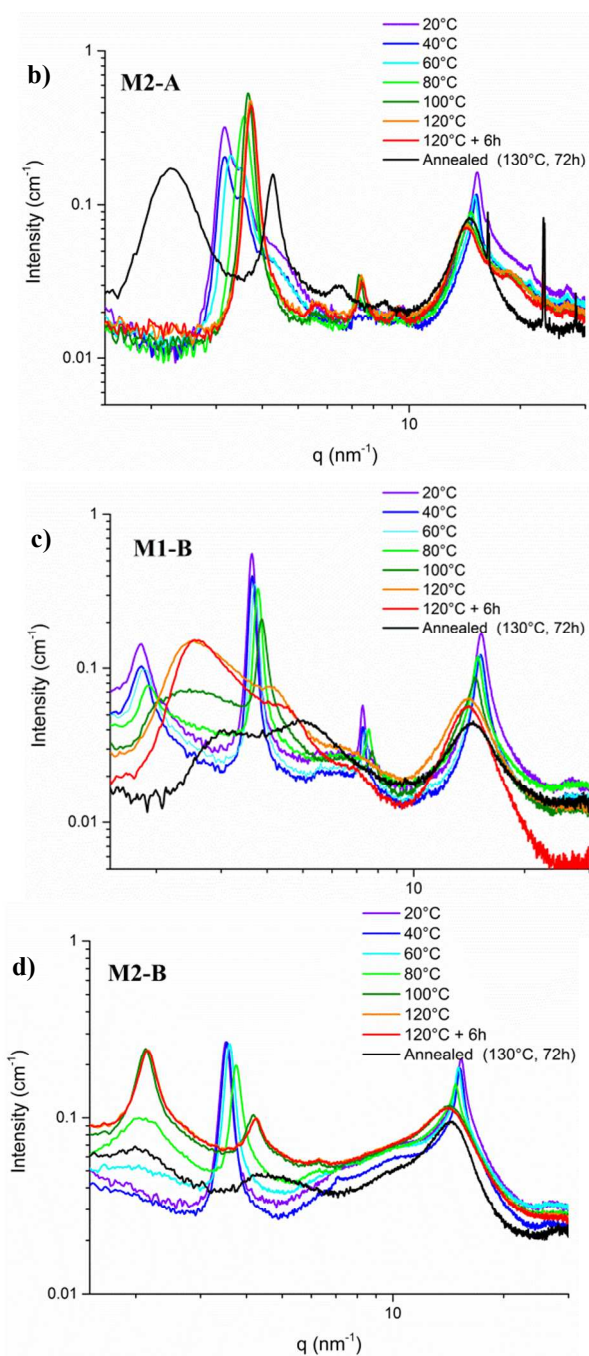 b)
M2-A
20°C
40°C
60°C
80°C
100°C
120°C
120°C + 6h
Annealed (130°C, 72h)
1
0.1
0.01
Intensity (cm⁻¹)
10
q (nm⁻¹)
c)
M1-B
20°C
40°C
60°C
80°C
100°C
120°C
120°C + 6h
Annealed (130°C, 72h)
1
0.1
0.01
Intensity (cm⁻¹)
10
q (nm⁻¹)
d)
M2-B
20°C
40°C
60°C
80°C
100°C
120°C
120°C + 6h
Annealed (130°C, 72h)
1
0.1
0.01
Intensity (cm⁻¹)
10
q (nm⁻¹)